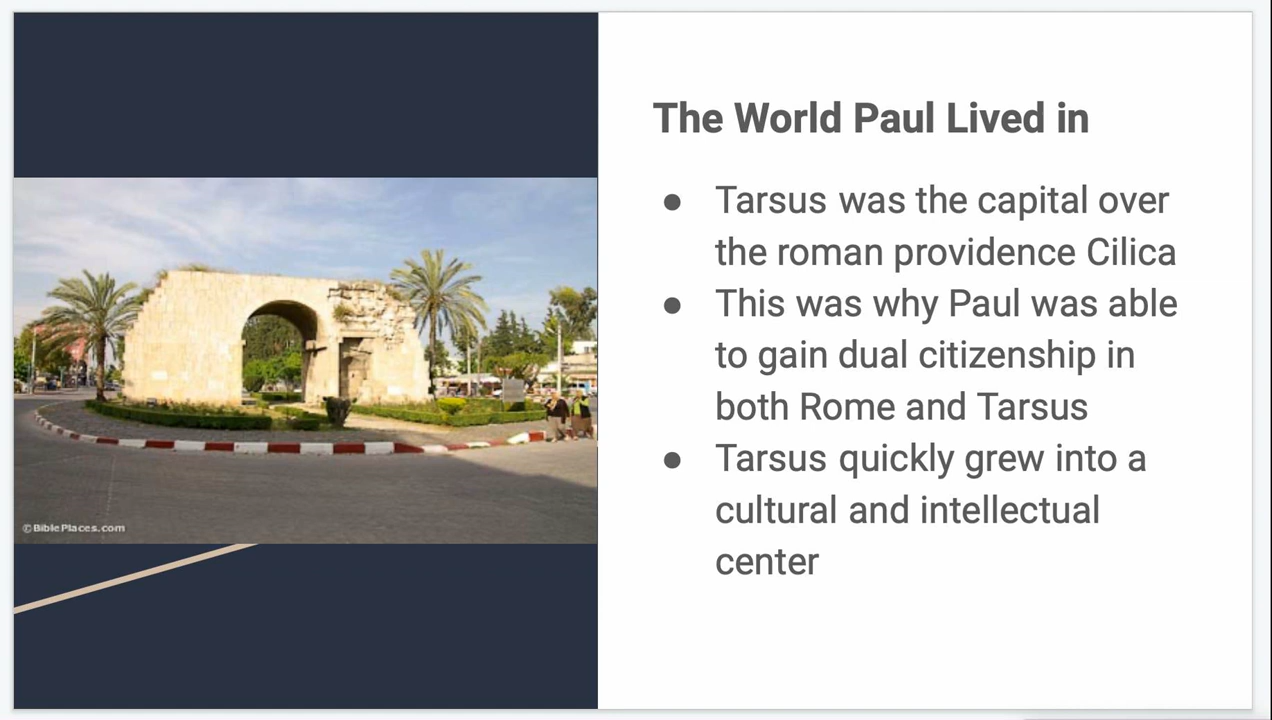 The World Paul Lived in
● Tarsus was the capital over
the roman providence Cilica
● This was why Paul was able
to gain dual citizenship in
both Rome and Tarsus
● Tarsus quickly grew into a
cultural and intellectual
center
©BiblePlaces.com